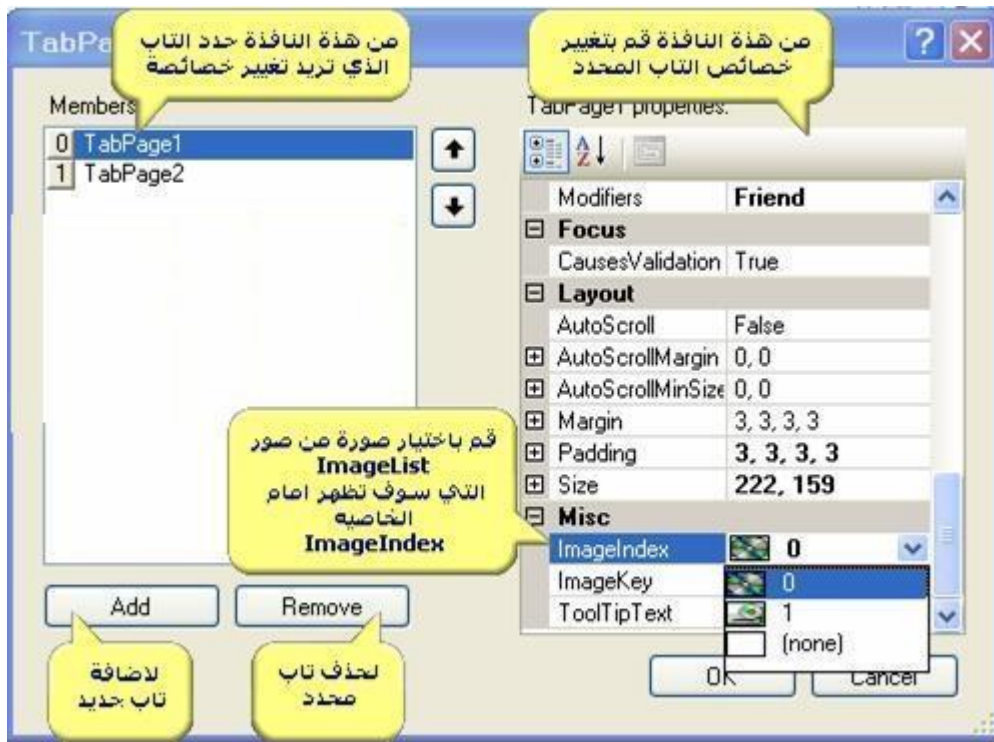 TabPa
من هذة النافذة حدد التاب
الذي تريد تغيير خصائصة
من هذة النافذة قم بتغيير
خصائص التاب المحدد
Members
TabPage1 properties:
0 TabPage1
1 TabPage2
Modifiers Friend
Focus
CausesValidation True
Layout
AutoScroll False
AutoScrollMargin 0, 0
AutoScrollMinSize 0, 0
Margin 3, 3, 3, 3
Padding 3, 3, 3, 3
Size 222, 159
Misc
ImageIndex 0
ImageKey 0
ToolTipText 1
(none)
قم باختيار صورة من صور
ImageList
التي سوف تظهر امام
الخاصيه
ImageIndex
Add Remove
OK Cancel
لاضافة
تاب جديد
لحذف تاب
محدد